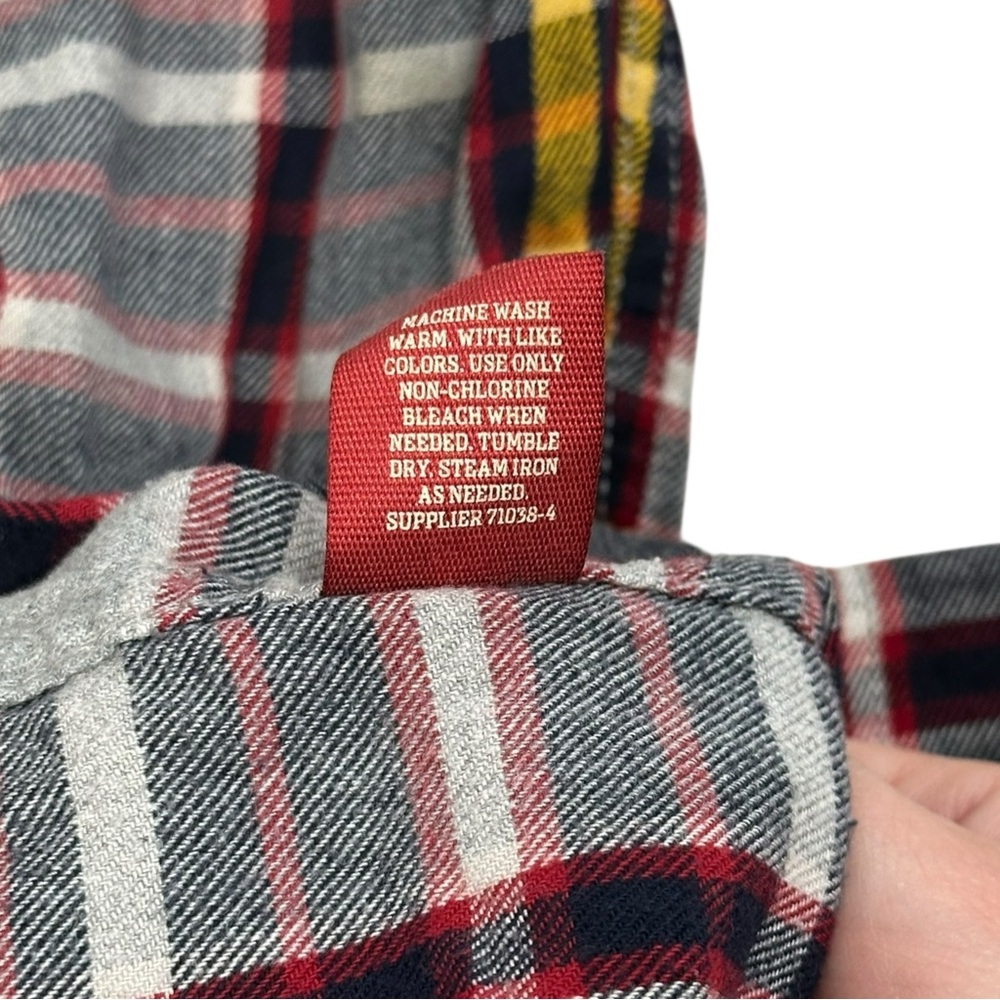 MACHINE WASH
WARM, WITH LIKE
COLORS. USE ONLY
NON-CHLORINE
BLEACH WHEN
NEEDED. TUMBLE
DRY. STEAM IRON
AS NEEDED.
SUPPLIER 71038-4